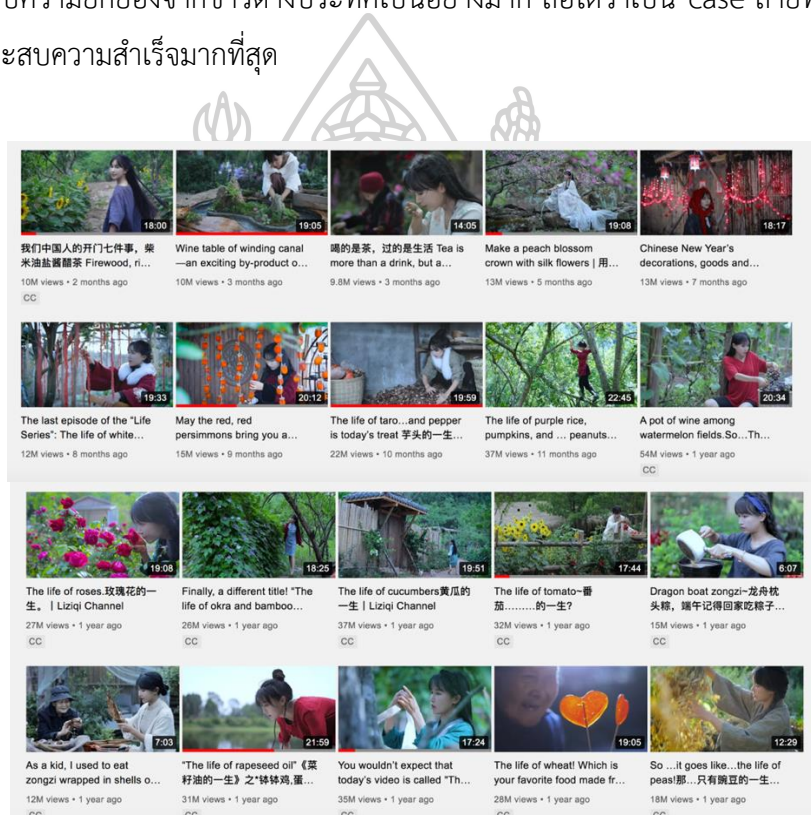 บความยกย่องจากชาวต่างประเทศเป็นอย่างมาก ถือได้ว่าเป็น Case
ะสบความสำเร็จมากที่สุด
18:00 19:05 14:05 19:08 18:17
我们中国人的开门七件事，柴 Wine table of winding canal 喝的是茶，过的是生活 Tea is Make a peach blossom Chinese New Year's
米油盐酱醋茶 Firewood, ri... —an exciting by-product o... more than a drink, but a... crown with silk flowers | 用... decorations, goods and...
10M views • 2 months ago 10M views • 3 months ago 9.8M views • 3 months ago 13M views • 5 months ago 13M views • 7 months ago
CC
19:33 20:12 19:59 22:45 20:34
The last episode of the "Life May the red, red The life of taro...and pepper The life of purple rice, A pot of wine among
Series": The life of white... persimmons bring you a... is today's treat 芋头的一生... pumpkins, and ... peanuts... watermelon fields.So...Th...
12M views • 8 months ago 15M views • 9 months ago 22M views • 10 months ago 37M views • 11 months ago 54M views • 1 year ago
CC
19:08 18:25 19:51 17:44 6:07
The life of roses.玫瑰花的一 Finally, a different title! "The The life of cucumbers黄瓜的 The life of tomato~番 Dragon boat zongzi~龙舟枕
生。 | Liziqi Channel life of okra and bamboo... 一生 | Liziqi Channel 茄………的一生? 头粽，端午记得回家吃粽子...
27M views • 1 year ago 26M views • 1 year ago 37M views • 1 year ago 32M views • 1 year ago 15M views • 1 year ago
CC CC CC CC CC
7:03 21:59 17:24 19:05 12:29
As a kid, I used to eat "The life of rapeseed oil"《菜 You wouldn't expect that The life of wheat! Which is So ...it goes like...the life of
zongzi wrapped in shells o... 籽油的一生》之*钵钵鸡,蛋... today's video is called "Th... your favorite food made fr... peas!那...只有豌豆的一生...
12M views • 1 year ago 31M views • 1 year ago 35M views • 1 year ago 28M views • 1 year ago 18M views • 1 year ago
CC CC CC CC CC